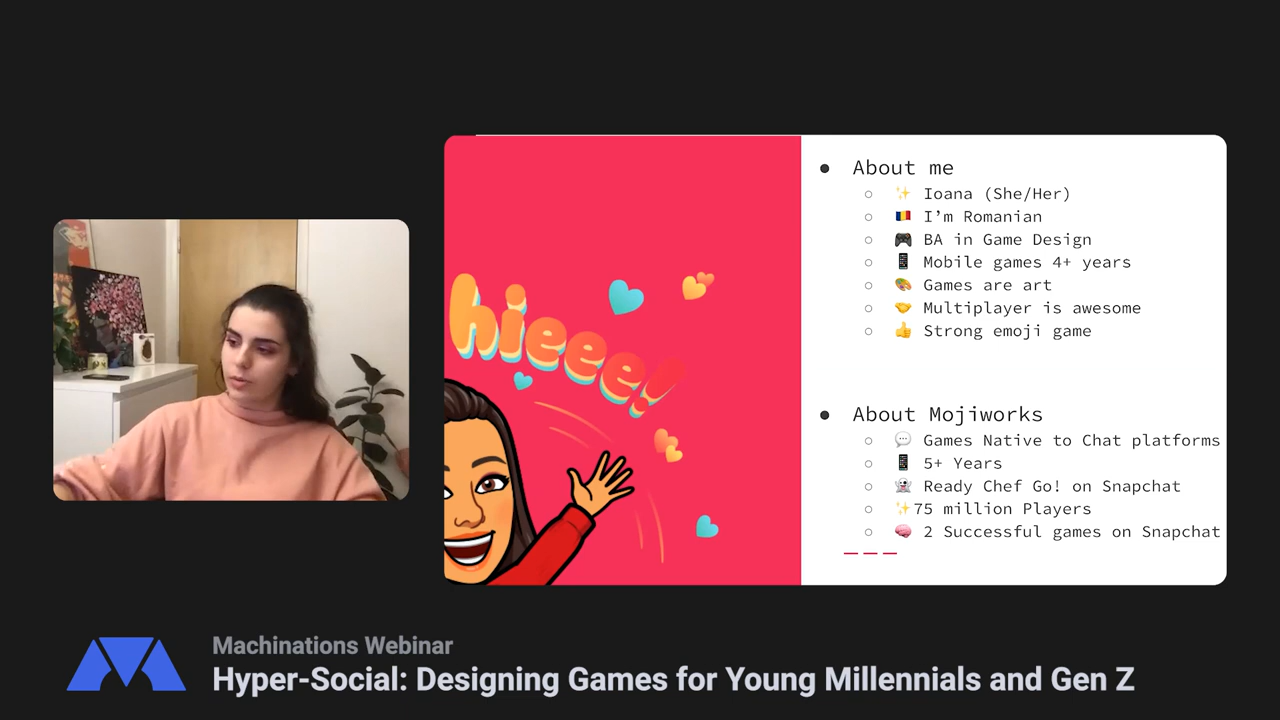 hieee!
About me
✨ Ioana (She/Her)
🇷🇴 I’m Romanian
🎮 BA in Game Design
📱 Mobile games 4+ years
🎨 Games are art
🤝 Multiplayer is awesome
👍 Strong emoji game
About Mojiworks
💬 Games Native to Chat platforms
📱 5+ Years
👻 Ready Chef Go! on Snapchat
✨75 million Players
🧠 2 Successful games on Snapchat
Machinations Webinar
Hyper-Social: Designing Games for Young Millennials and Gen Z